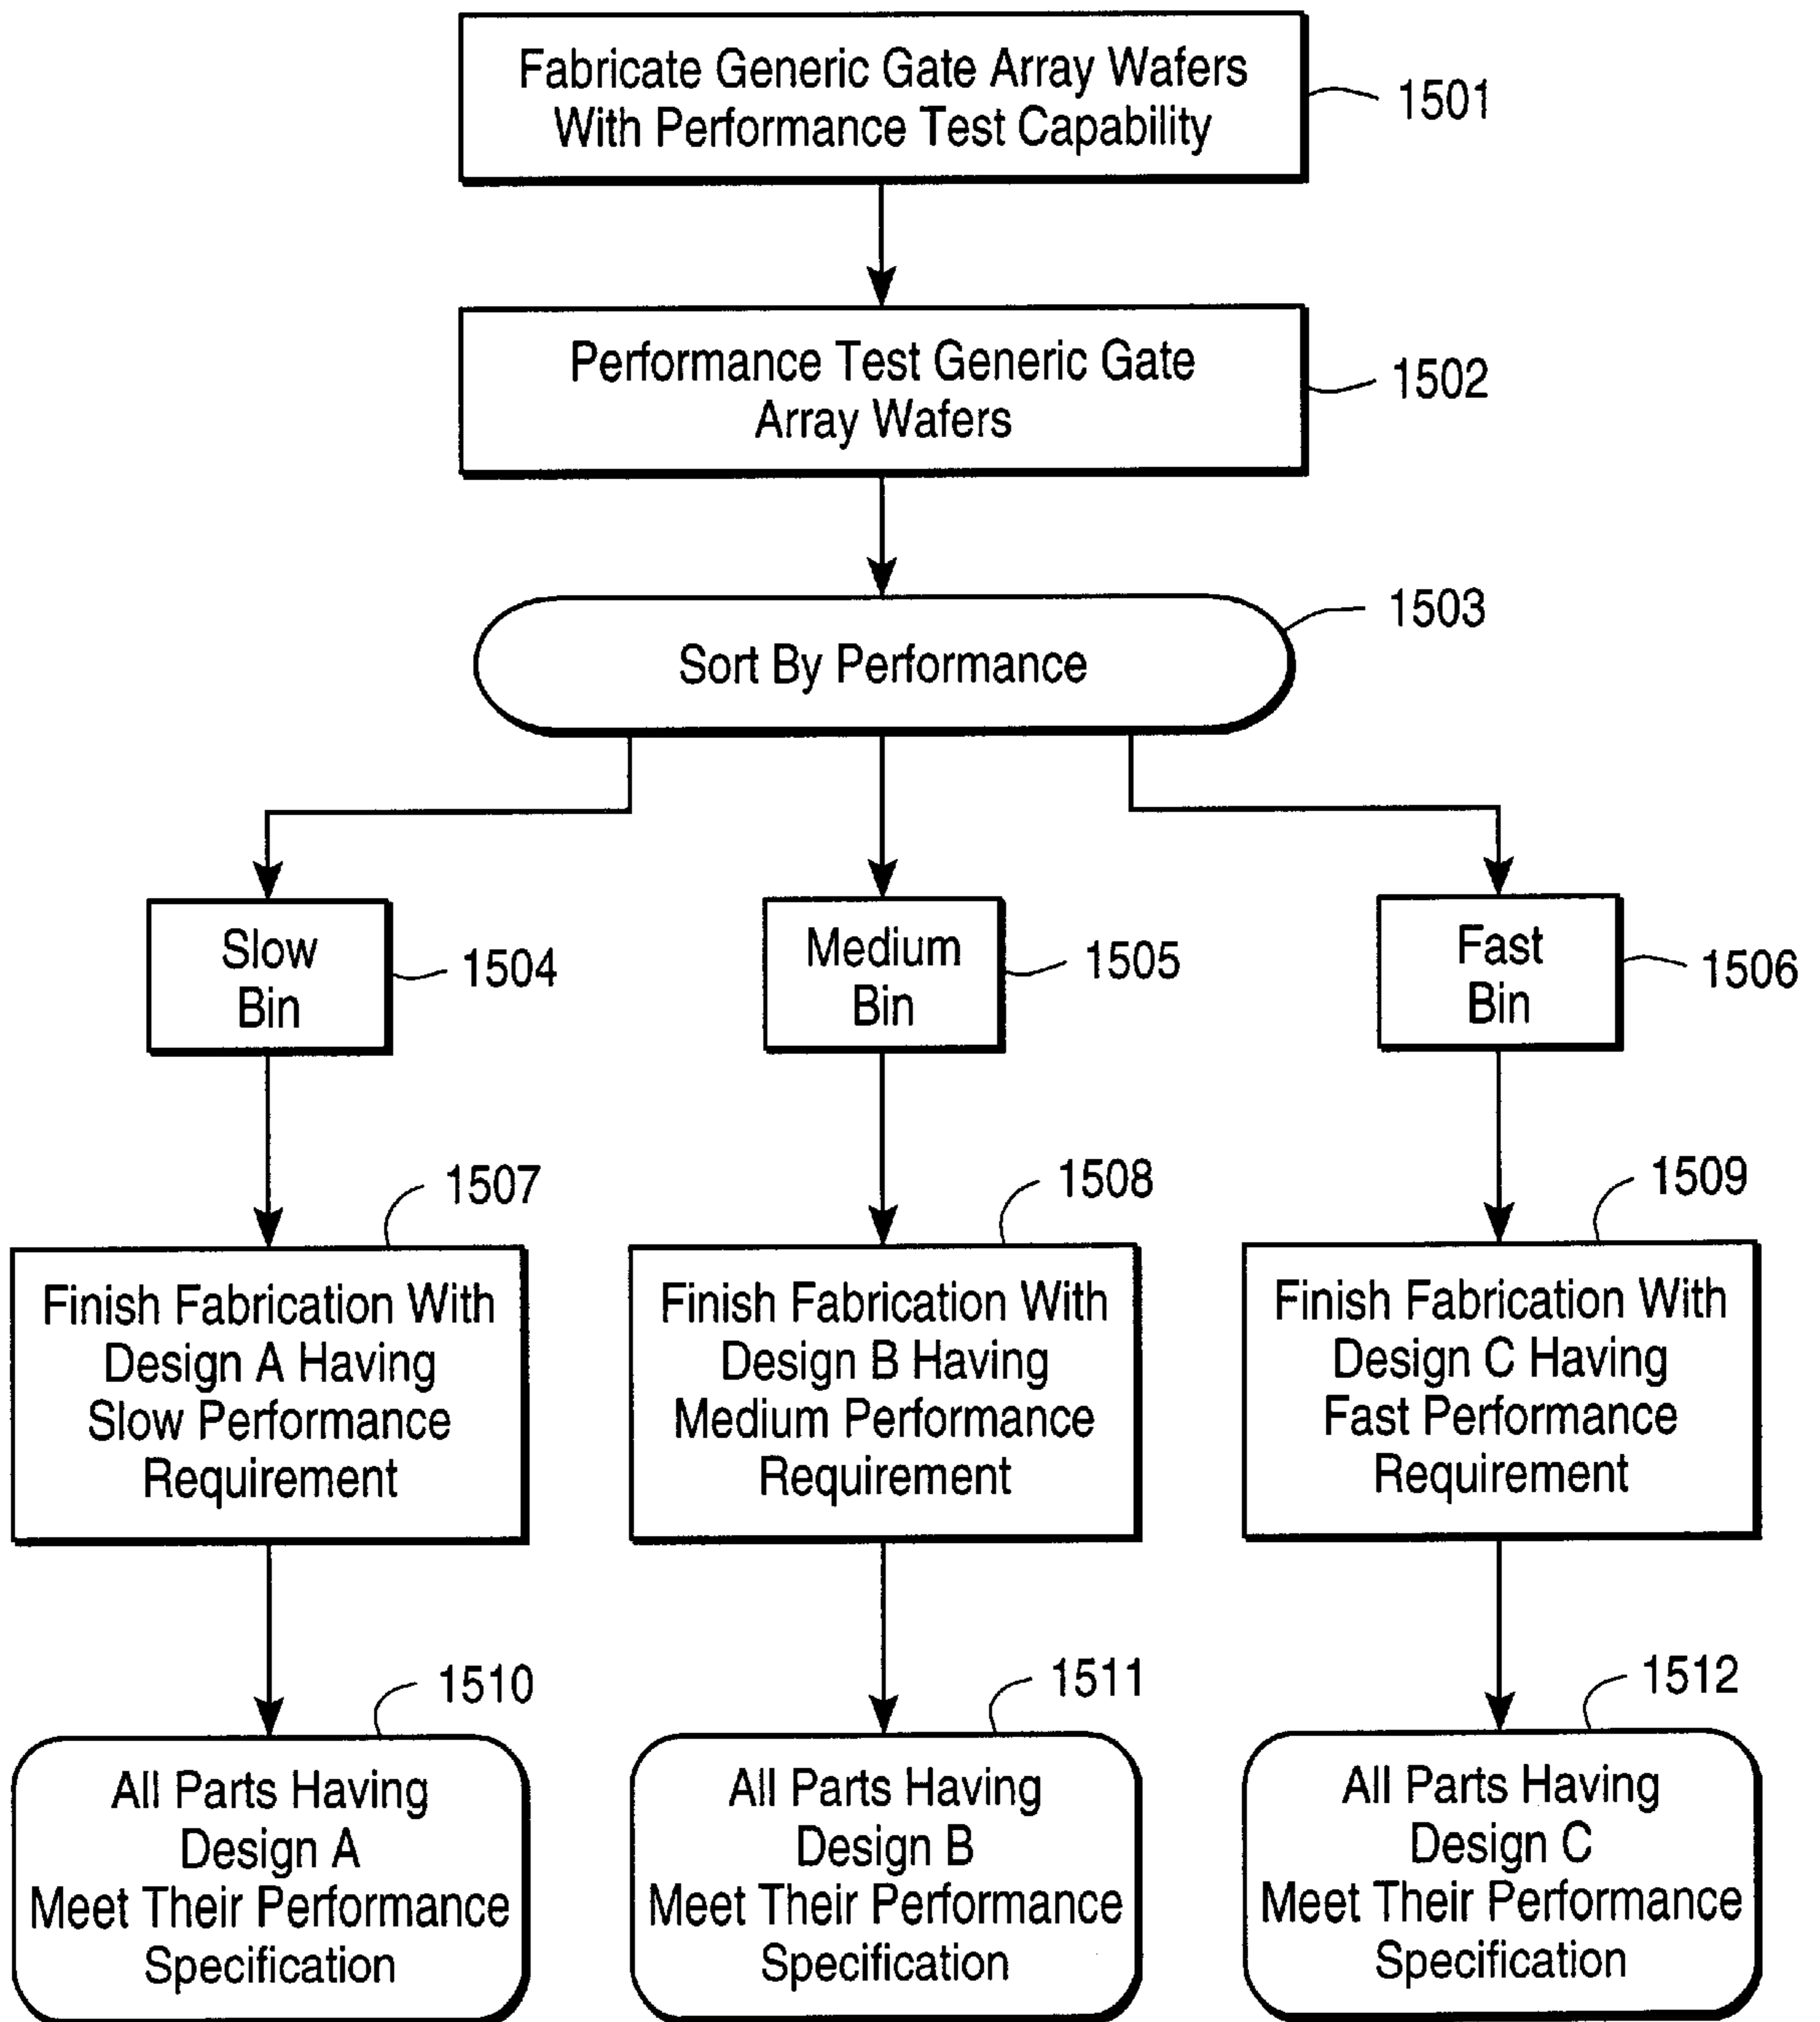 Fabricate Generic Gate Array Wafers
With Performance Test Capability
1501
Performance Test Generic Gate
Array Wafers
1502
Sort By Performance
1503
Slow
Bin
1504
Medium
Bin
1505
Fast
Bin
1506
1507
Finish Fabrication With
Design A Having
Slow Performance
Requirement
1508
Finish Fabrication With
Design B Having
Medium Performance
Requirement
1509
Finish Fabrication With
Design C Having
Fast Performance
Requirement
1510
All Parts Having
Design A
Meet Their Performance
Specification
1511
All Parts Having
Design B
Meet Their Performance
Specification
1512
All Parts Having
Design C
Meet Their Performance
Specification